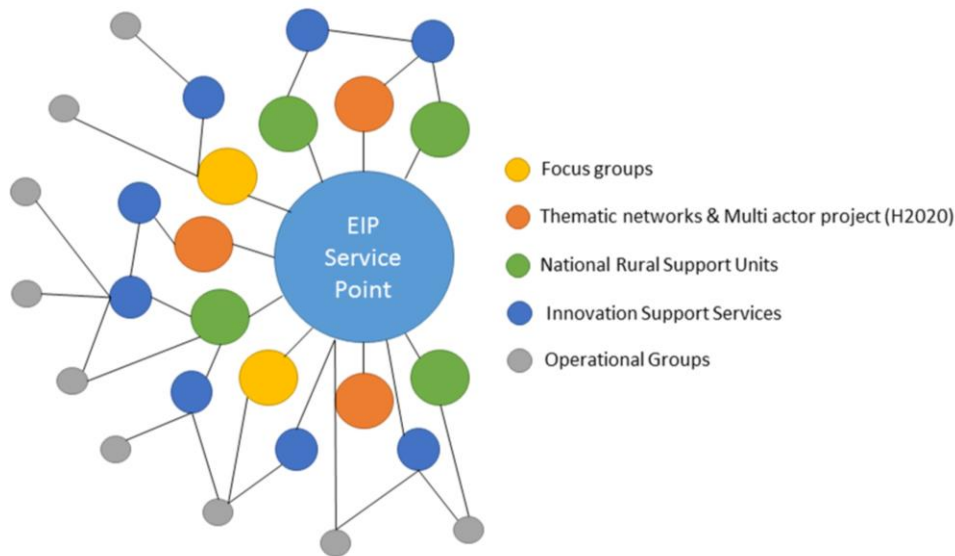 EIP
Service
Point
Focus groups
Thematic networks & Multi actor project (H2020)
National Rural Support Units
Innovation Support Services
Operational Groups